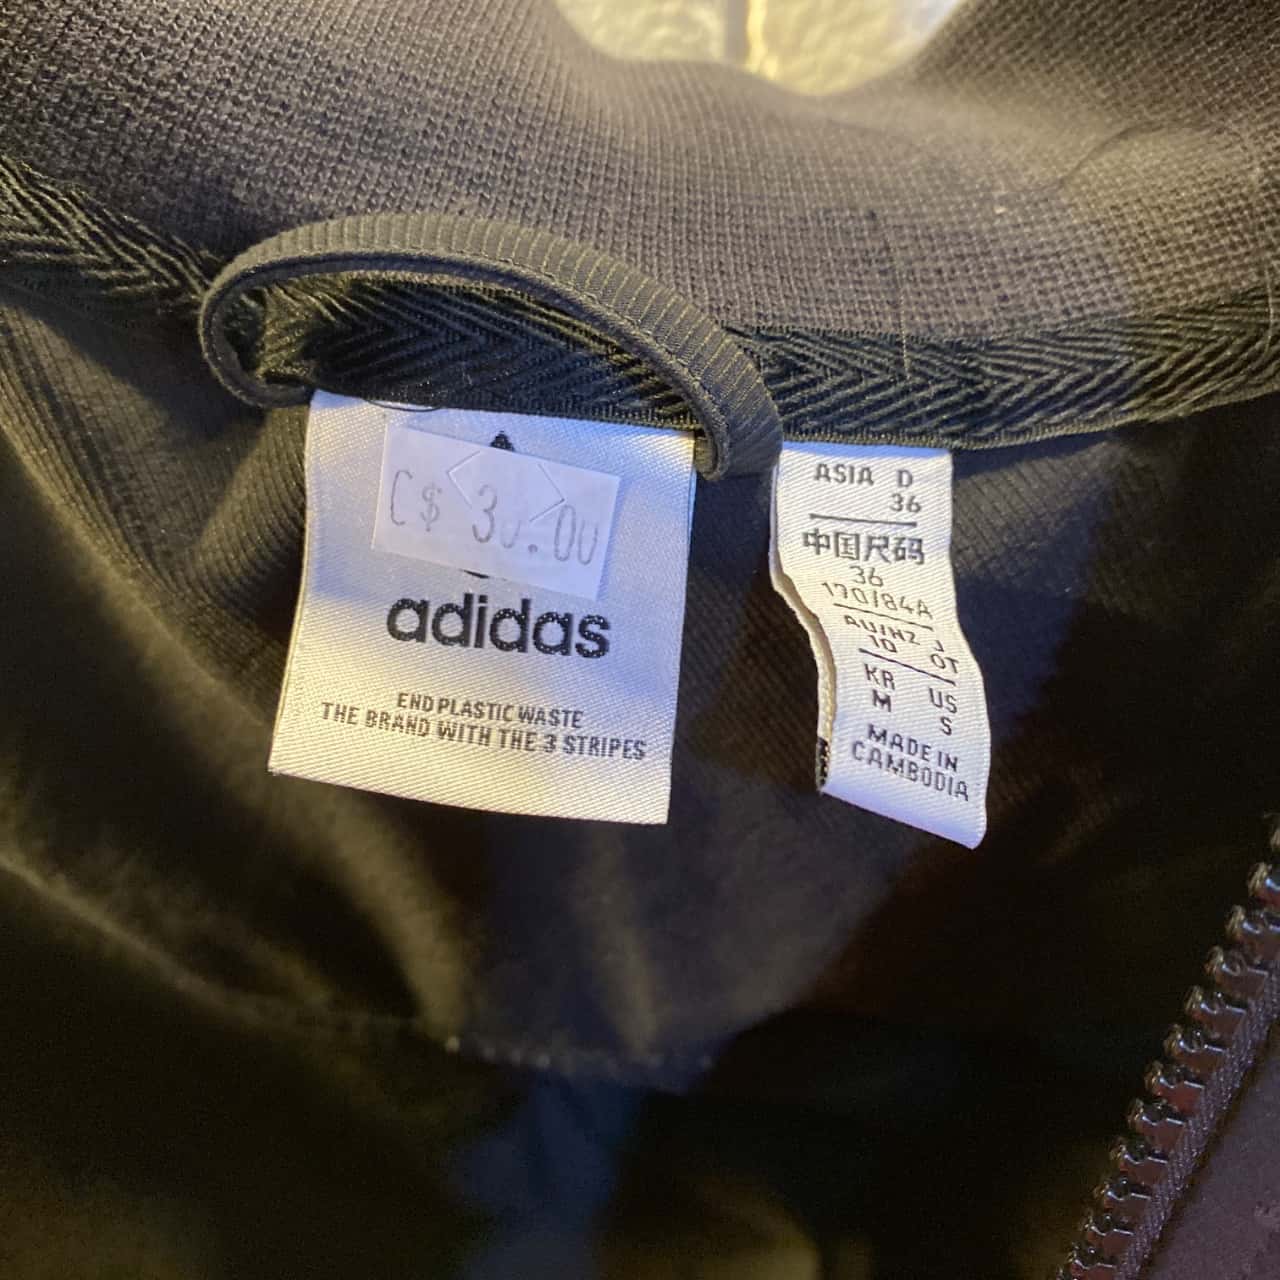 C$ 30.00
adidas
END PLASTIC WASTE
THE BRAND WITH THE 3 STRIPES
ASIA D
36
中国尺码
36
170/84A
AU/NZ J
10 OT
KR US
M S
MADE IN
CAMBODIA